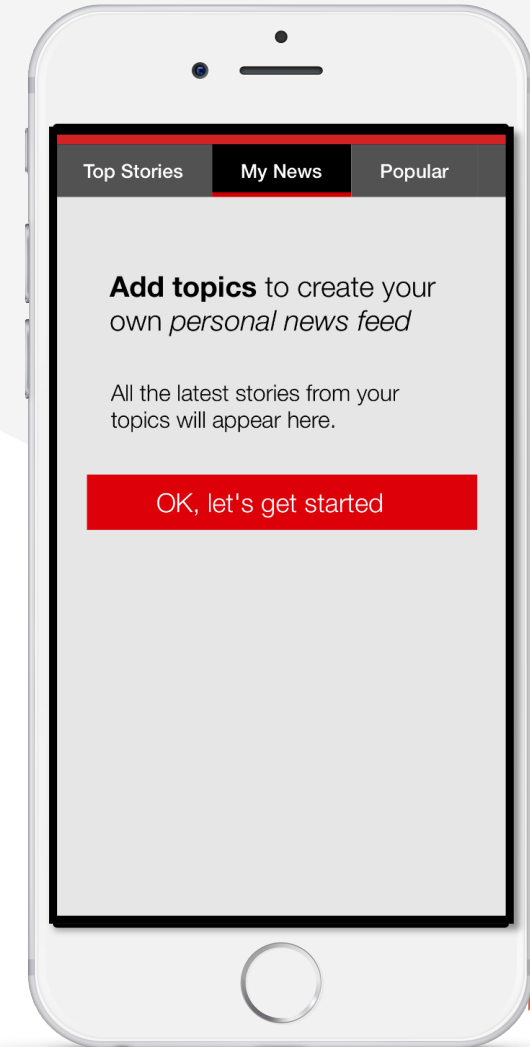 Top Stories My News Popular
Add topics to create your
own personal news feed
All the latest stories from your
topics will appear here.
OK, let's get started